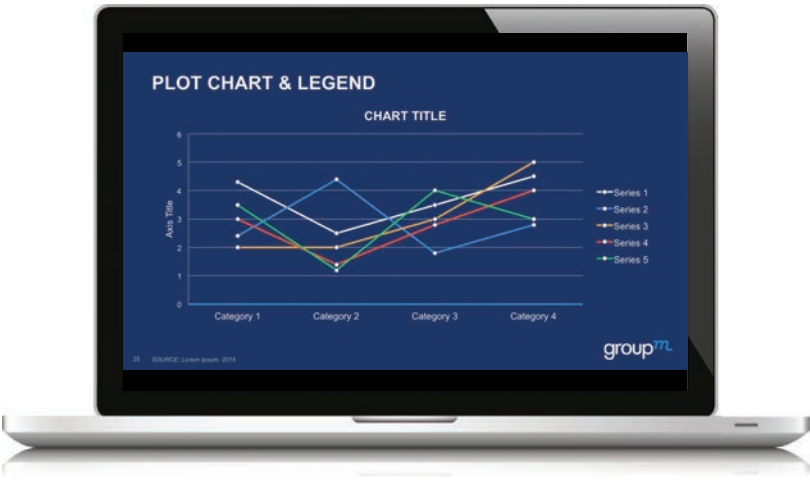 PLOT CHART & LEGEND
CHART TITLE
6
5
4
3
2
1
0
Axis Title
Category 1
Category 2
Category 3
Category 4
Series 1
Series 2
Series 3
Series 4
Series 5
25 SOURCE: Lorem Ipsum, 2015
groupm